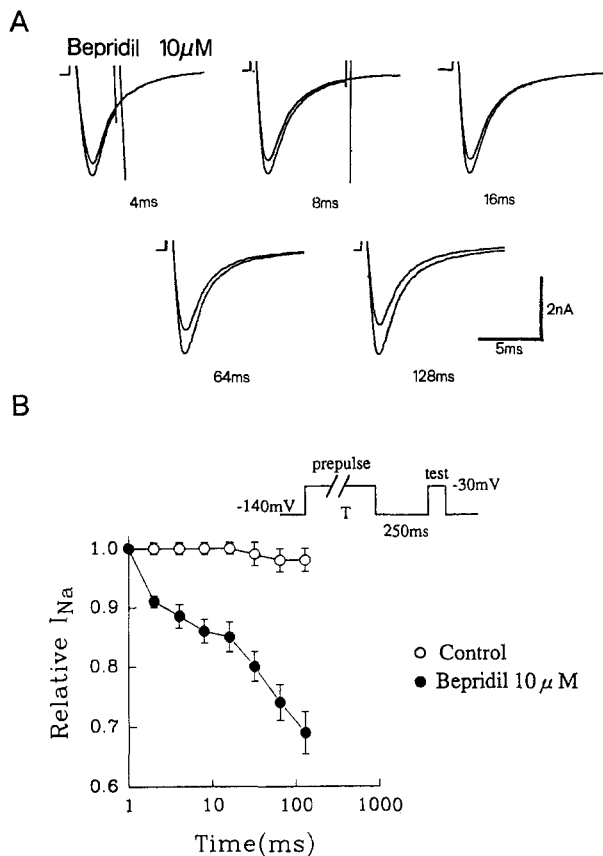 A
Bepridil 10μM
4ms
8ms
16ms
64ms
128ms
2nA
5ms
B
prepulse
test
-140mV
-30mV
T
250ms
1.0
0.9
0.8
0.7
0.6
Relative INa
1
10
100
1000
Time(ms)
Control
Bepridil 10 μ M